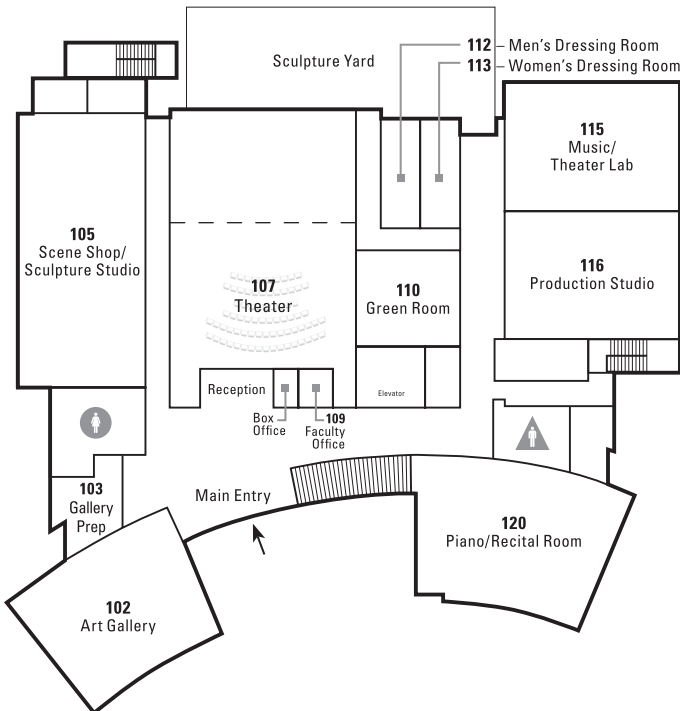 Sculpture Yard
112 – Men's Dressing Room
113 – Women's Dressing Room
115
Music/
Theater Lab
105
Scene Shop/
Sculpture Studio
107
Theater
110
Green Room
116
Production Studio
Reception
Elevator
Box
Office
109
Faculty
Office
103
Gallery
Prep
Main Entry
120
Piano/Recital Room
102
Art Gallery